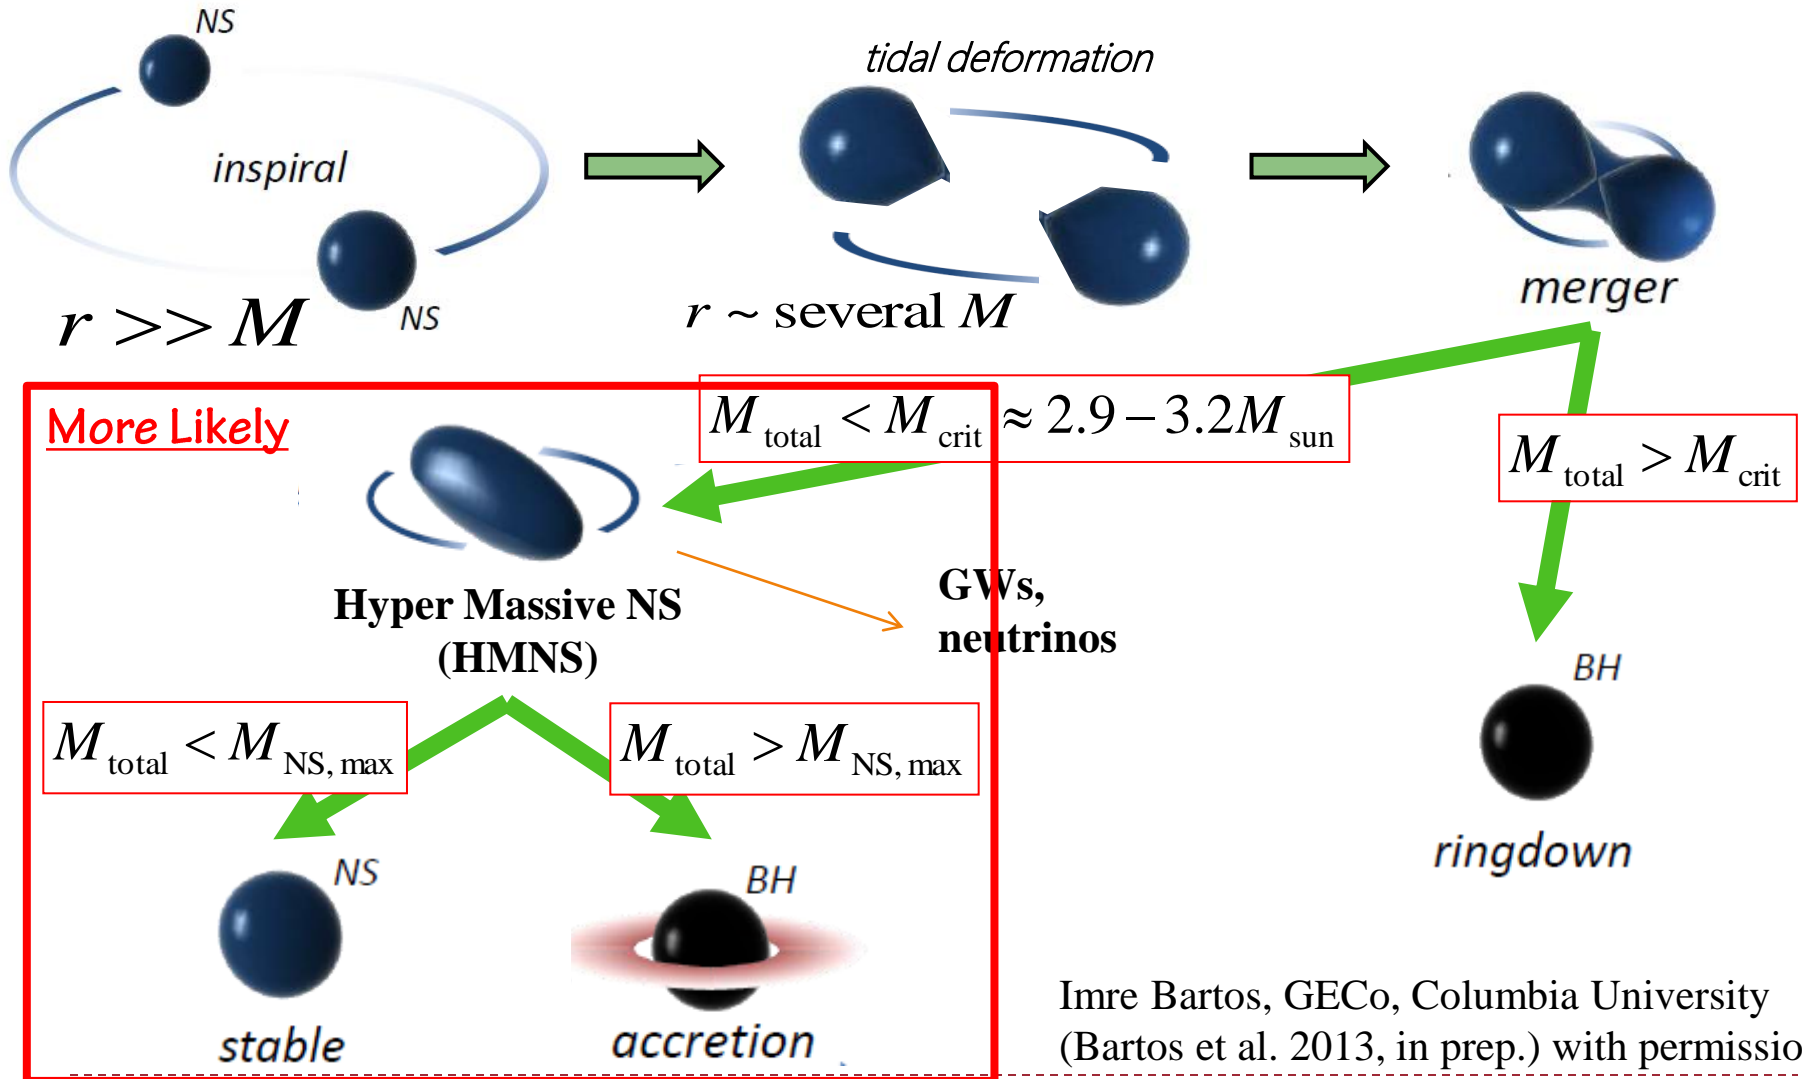 NS
tidal deformation
inspiral
NS
r >> M
r ~ several M
merger
More Likely
M total < M crit ≈ 2.9 − 3.2 M sun
M total > M crit
GWs,
neutrinos
Hyper Massive NS
(HMNS)
BH
M total < M NS, max
M total > M NS, max
ringdown
NS
BH
stable
accretion
Imre Bartos, GECo, Columbia University
(Bartos et al. 2013, in prep.) with permissio